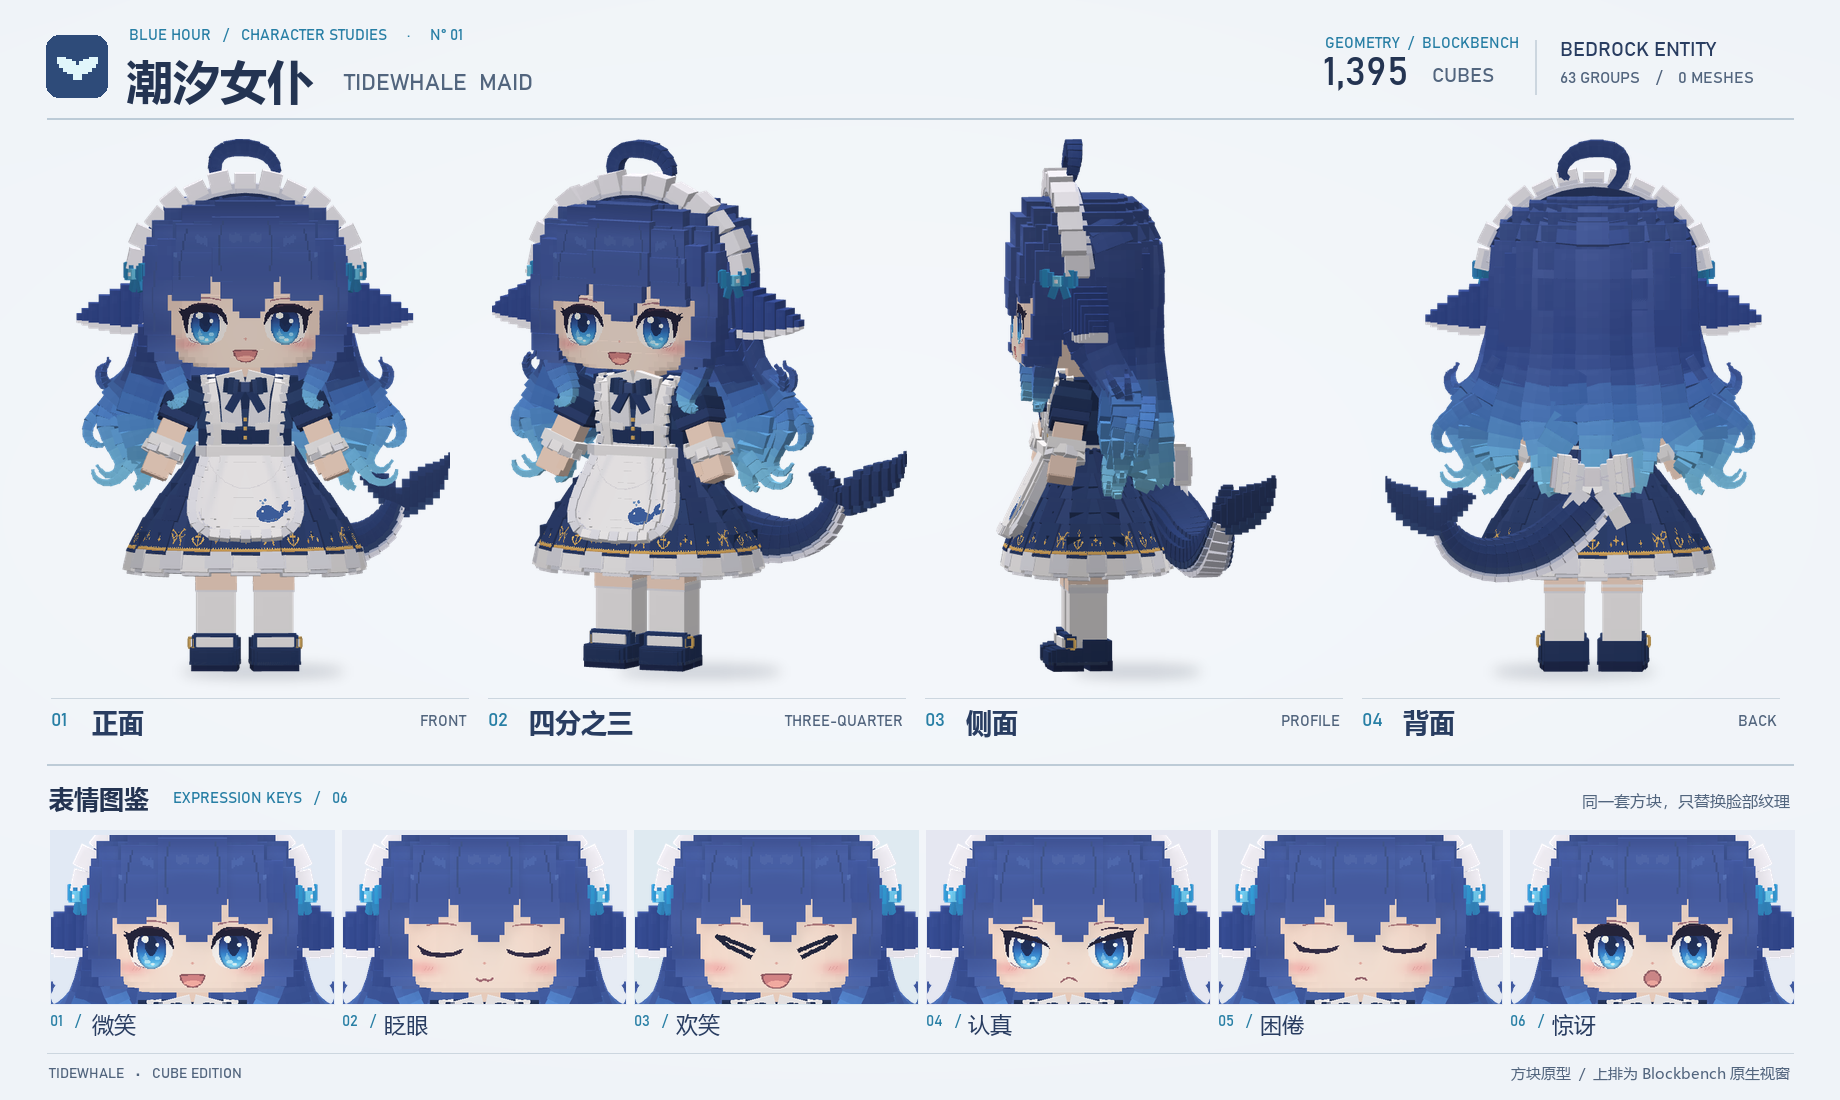 BLUE HOUR / CHARACTER STUDIES · N° 01
潮汐女仆 TIDEWHALE MAID
GEOMETRY / BLOCKBENCH
1,395 CUBES
BEDROCK ENTITY
63 GROUPS / 0 MESHES
01 正面 FRONT
02 四分之三 THREE-QUARTER
03 侧面 PROFILE
04 背面 BACK
表情图鉴 EXPRESSION KEYS / 06
同一套方块，只替换脸部纹理
01 / 微笑
02 / 眨眼
03 / 欢笑
04 / 认真
05 / 困倦
06 / 惊讶
TIDEWHALE · CUBE EDITION
方块原型 / 上排为 Blockbench 原生视窗